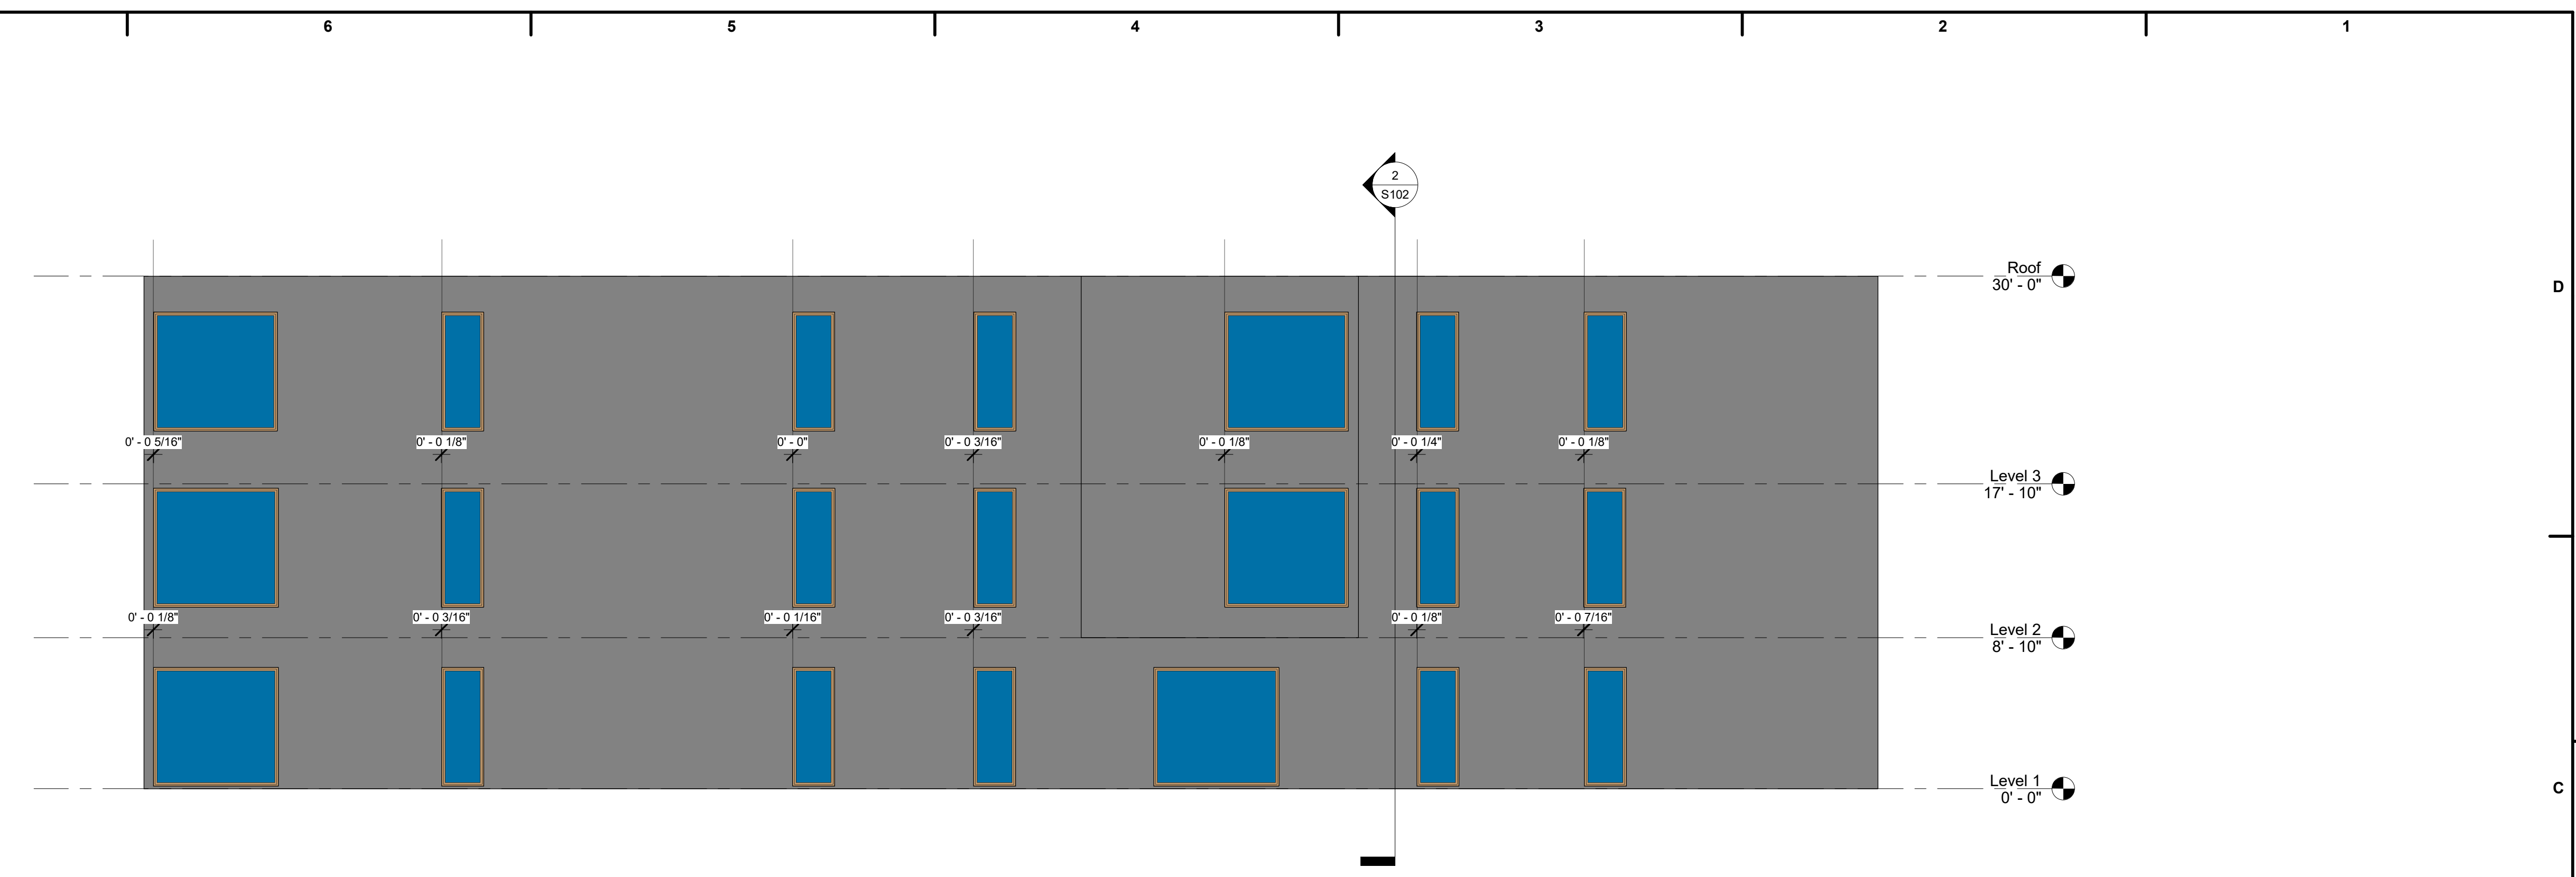 6 5 4 3 2 1
2
S102
Roof
30' - 0"
D
0' - 0 5/16" 0' - 0 1/8" 0' - 0" 0' - 0 3/16" 0' - 0 1/8" 0' - 0 1/4" 0' - 0 1/8"
Level 3
17' - 10"
0' - 0 1/8" 0' - 0 3/16" 0' - 0 1/16" 0' - 0 3/16" 0' - 0 1/8" 0' - 0 7/16"
Level 2
8' - 10"
Level 1
0' - 0"
C